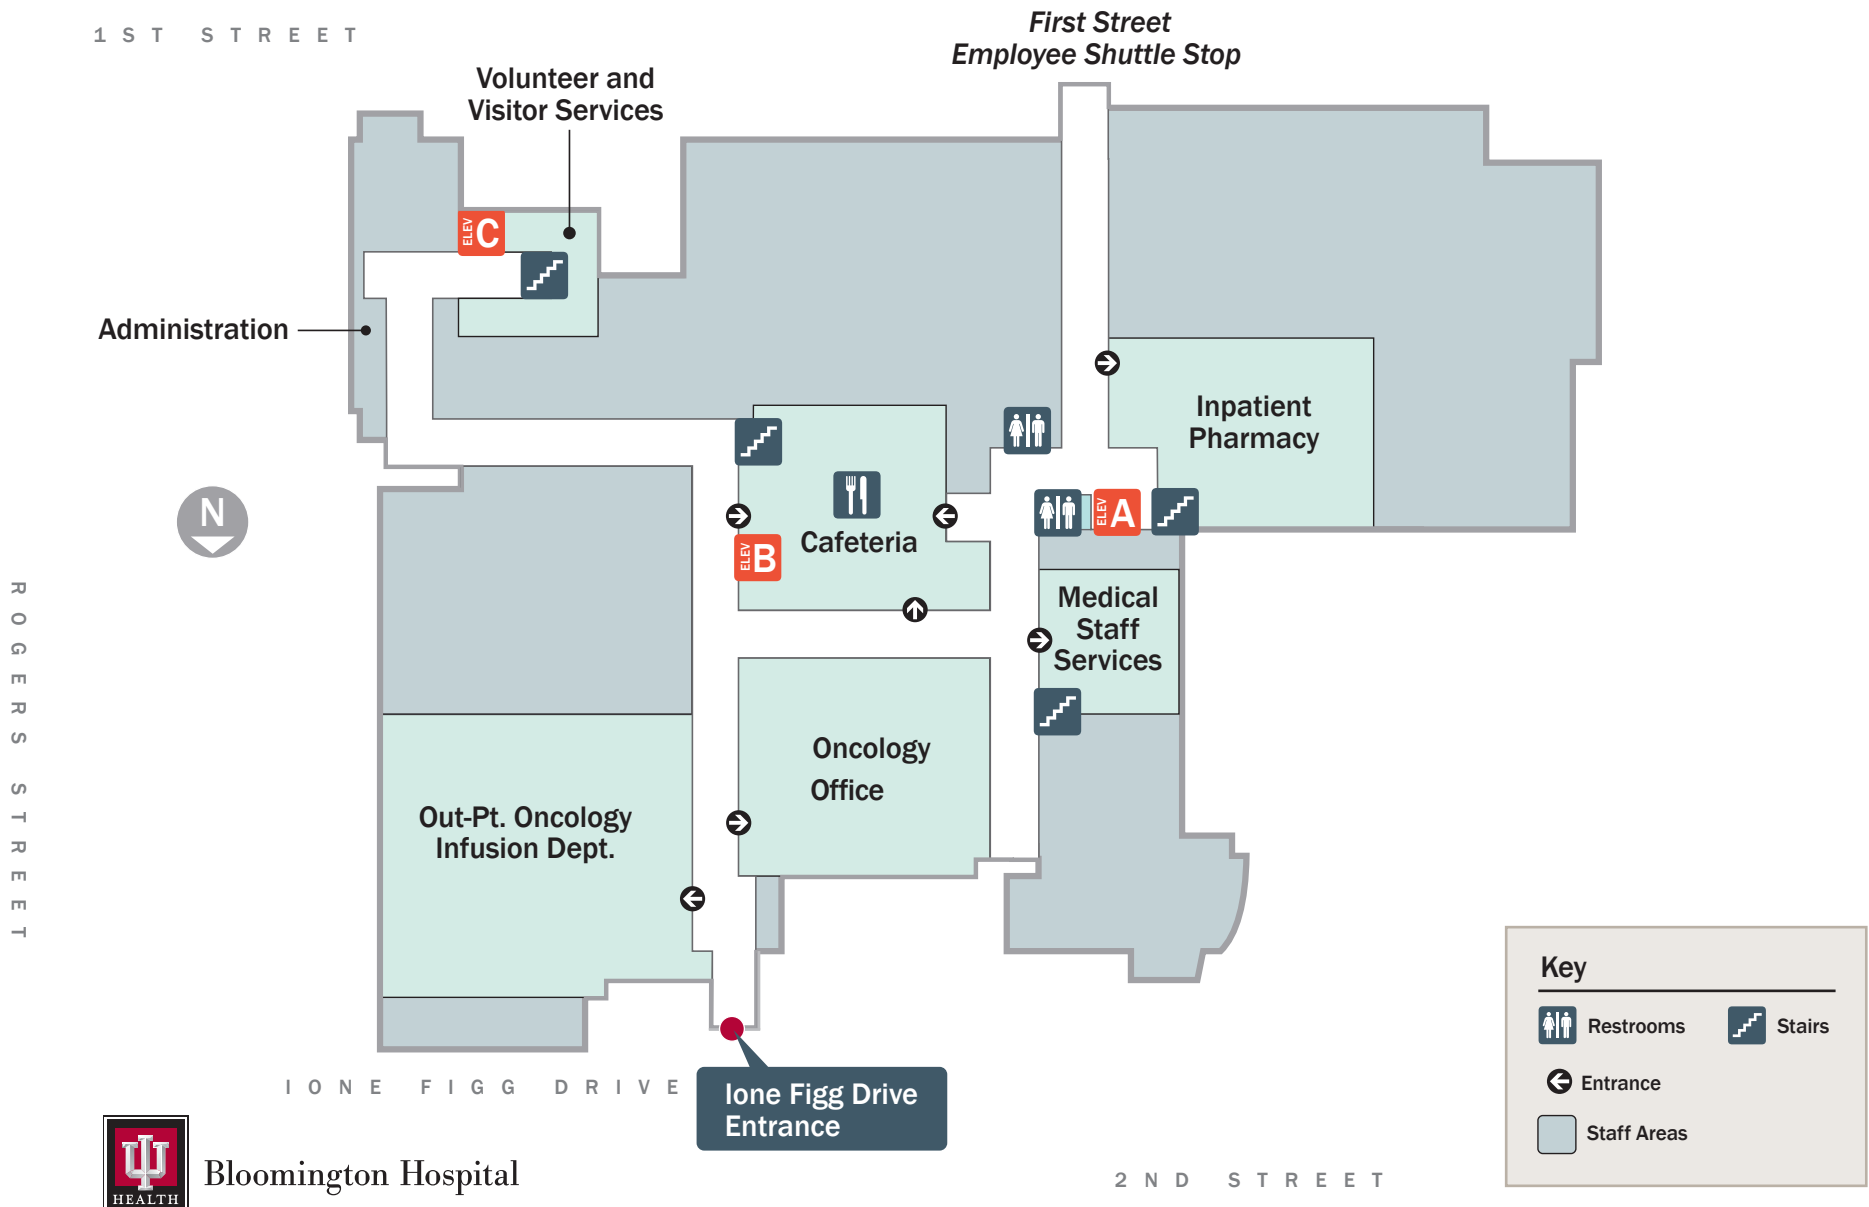 1ST STREET
First Street
Employee Shuttle Stop
Volunteer and
Visitor Services
ELEV C
Administration
Inpatient
Pharmacy
N
ELEV A
Cafeteria
ELEV B
Medical
Staff
Services
ROGERS STREET
Oncology
Office
Out-Pt. Oncology
Infusion Dept.
Key
Restrooms
Stairs
Entrance
Staff Areas
IONE FIGG DRIVE
Ione Figg Drive
Entrance
HEALTH
Bloomington Hospital
2ND STREET